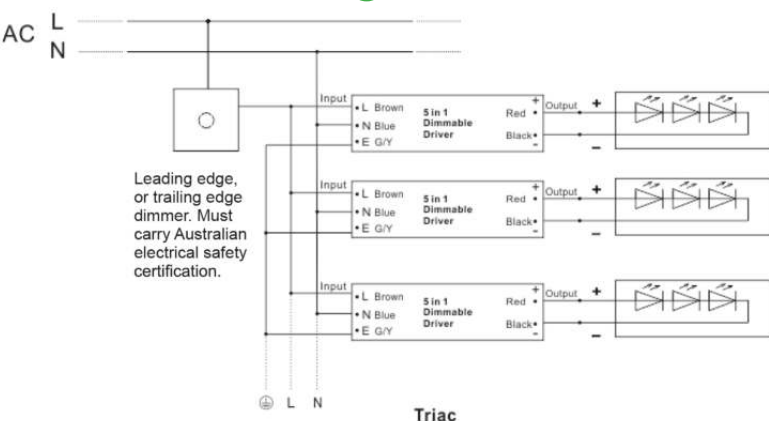 AC L
N
Leading edge,
or trailing edge
dimmer. Must
carry Australian
electrical safety
certification.
Input
L Brown
N Blue
E G/Y
5 in 1
Dimmable
Driver
Red
+
Black
-
Output
+
-
Input
L Brown
N Blue
E G/Y
5 in 1
Dimmable
Driver
Red
+
Black
-
Output
+
-
Input
L Brown
N Blue
E G/Y
5 in 1
Dimmable
Driver
Red
+
Black
-
Output
+
-
L N
Triac